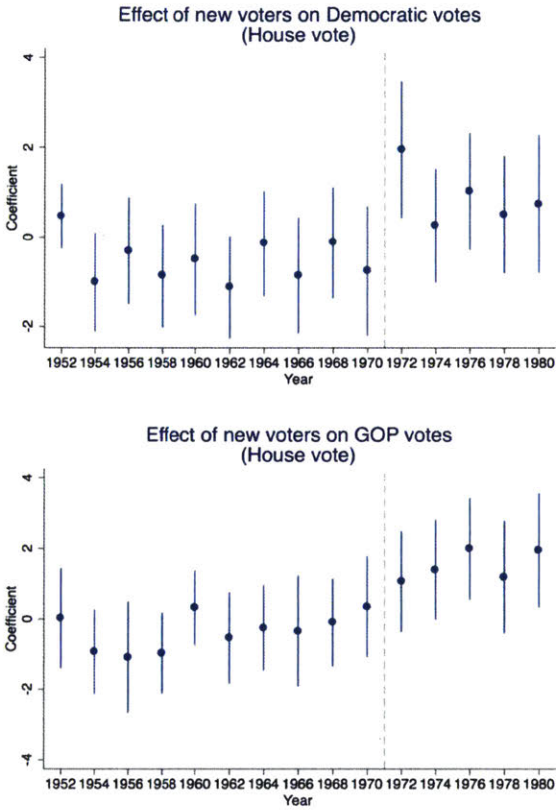 Effect of new voters on Democratic votes
(House vote)
4
2
0
-2
Coefficient
1952 1954 1956 1958 1960 1962 1964 1966 1968 1970 1972 1974 1976 1978 1980
Year
Effect of new voters on GOP votes
(House vote)
4
2
0
-2
-4
Coefficient
1952 1954 1956 1958 1960 1962 1964 1966 1968 1970 1972 1974 1976 1978 1980
Year